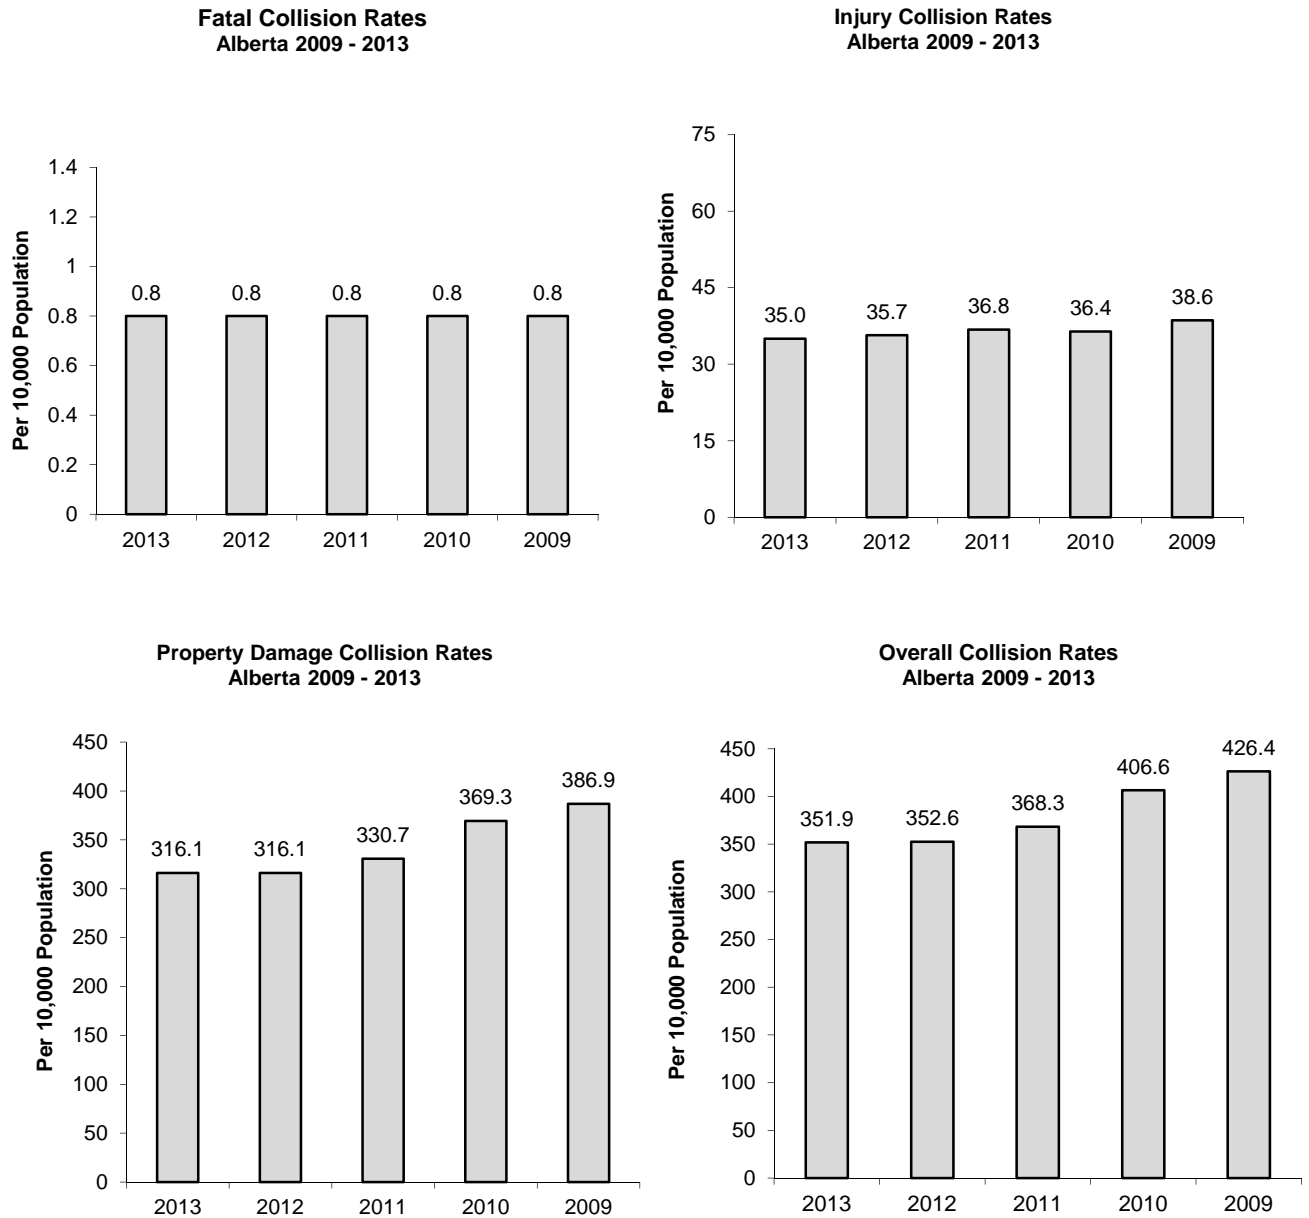 Fatal Collision Rates
Alberta 2009 - 2013
Per 10,000 Population
1.4
1.2
1
0.8
0.6
0.4
0.2
0
0.8 0.8 0.8 0.8 0.8
2013 2012 2011 2010 2009
Injury Collision Rates
Alberta 2009 - 2013
Per 10,000 Population
75
60
45
30
15
0
35.0 35.7 36.8 36.4 38.6
2013 2012 2011 2010 2009
Property Damage Collision Rates
Alberta 2009 - 2013
Per 10,000 Population
450
400
350
300
250
200
150
100
50
0
316.1 316.1 330.7 369.3 386.9
2013 2012 2011 2010 2009
Overall Collision Rates
Alberta 2009 - 2013
Per 10,000 Population
450
400
350
300
250
200
150
100
50
0
351.9 352.6 368.3 406.6 426.4
2013 2012 2011 2010 2009